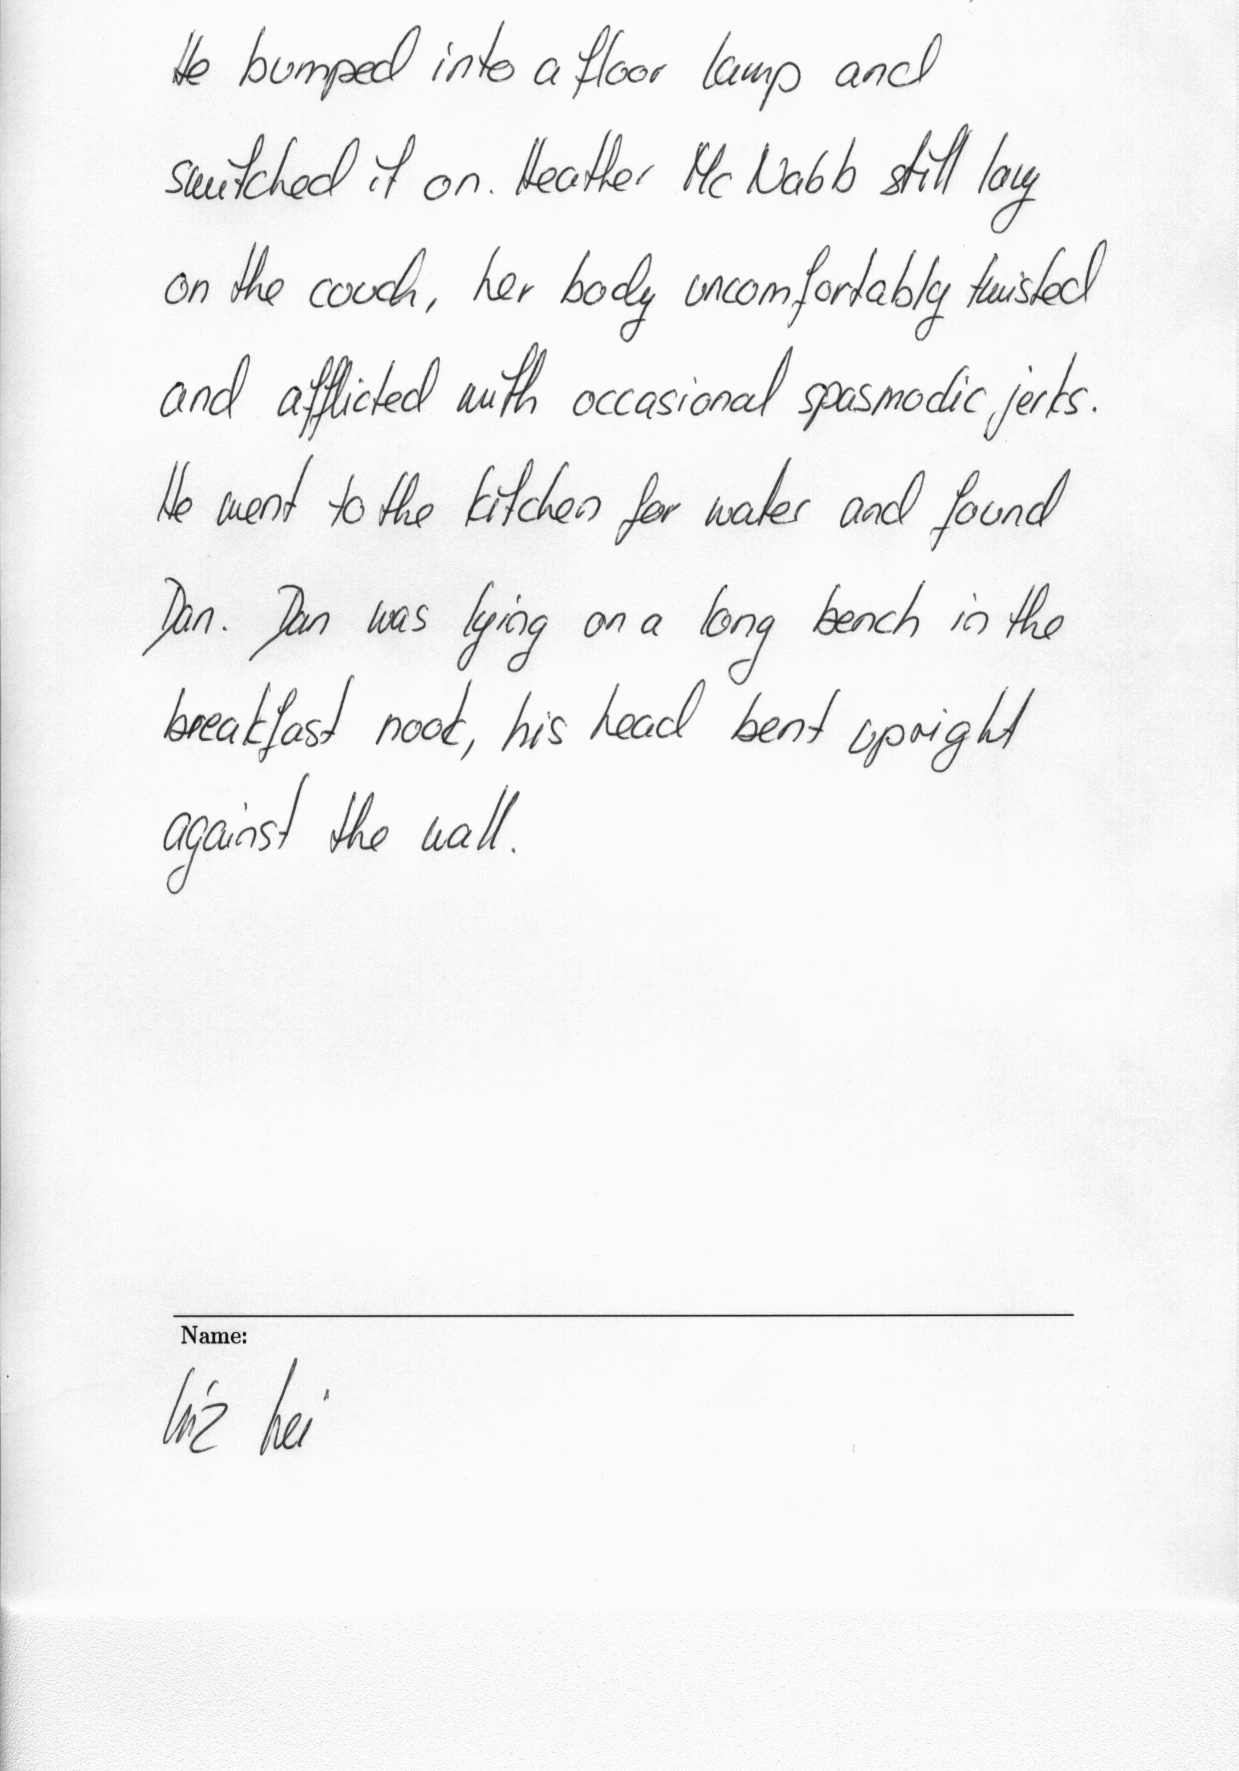 He bumped into a floor lamp and
switched it on. Heather McNabb still lay
on the couch, her body uncomfortably twisted
and afflicted with occasional spasmodic jerks.
He went to the kitchen for water and found
Dan. Dan was lying on a long bench in the
breakfast nook, his head bent upright
against the wall.
Name: